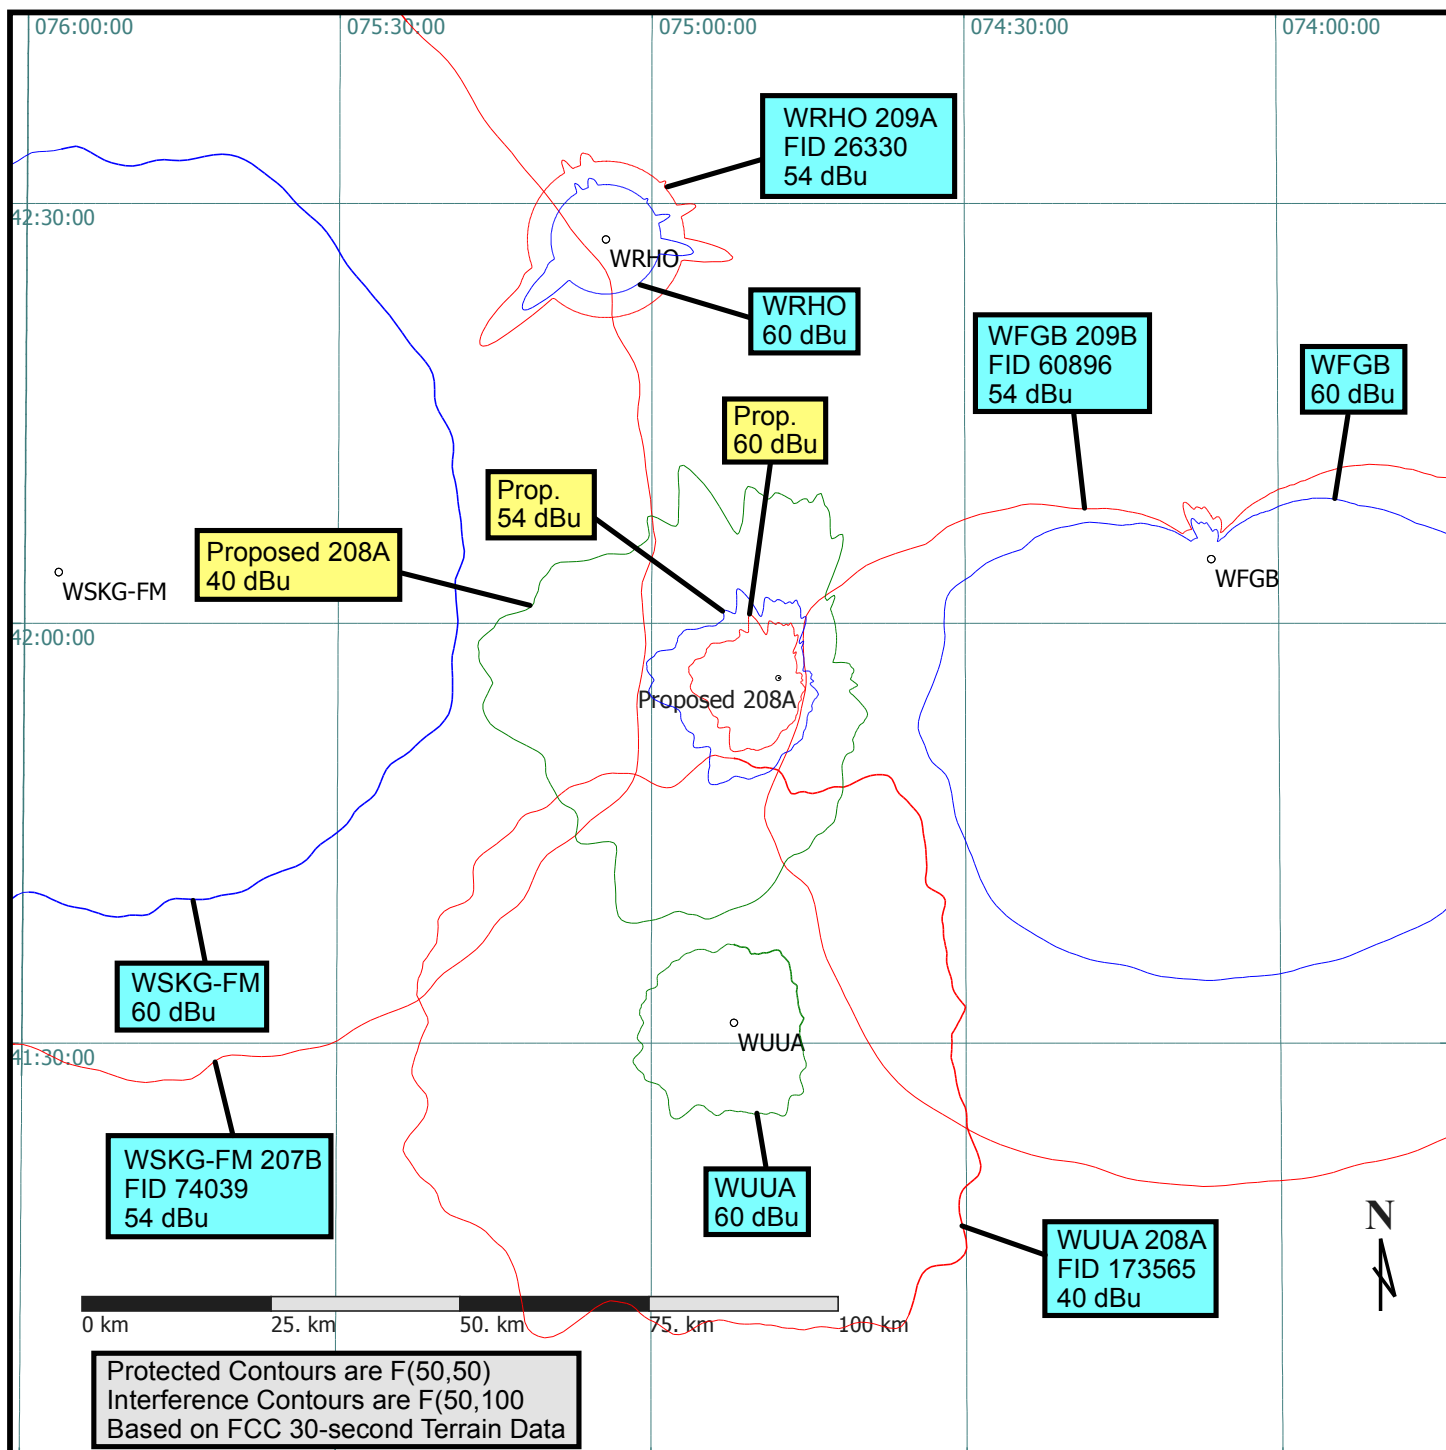 076:00:00
075:30:00
075:00:00
074:30:00
074:00:00
WRHO 209A
FID 26330
54 dBu
42:30:00
WRHO
WRHO
60 dBu
WFGB 209B
FID 60896
54 dBu
WFGB
60 dBu
Prop.
60 dBu
Prop.
54 dBu
Proposed 208A
40 dBu
WSKG-FM
WFGB
42:00:00
Proposed 208A
WSKG-FM
60 dBu
WUUA
41:30:00
WSKG-FM 207B
FID 74039
54 dBu
WUUA
60 dBu
N
WUUA 208A
FID 173565
40 dBu
0 km
25. km
50. km
75. km
100 km
Protected Contours are F(50,50)
Interference Contours are F(50,100
Based on FCC 30-second Terrain Data